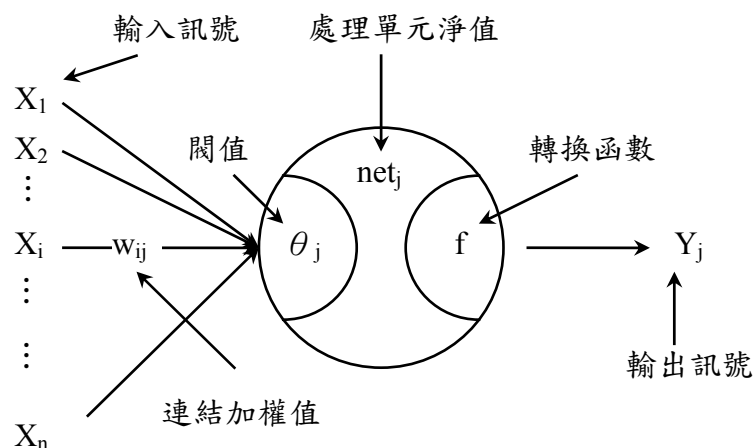 輸入訊號
處理單元淨值
X1
X2
閥值
netj
轉換函數
⋮
Xi
wij
θj
f
Yj
⋮
⋮
輸出訊號
連結加權值
Xn